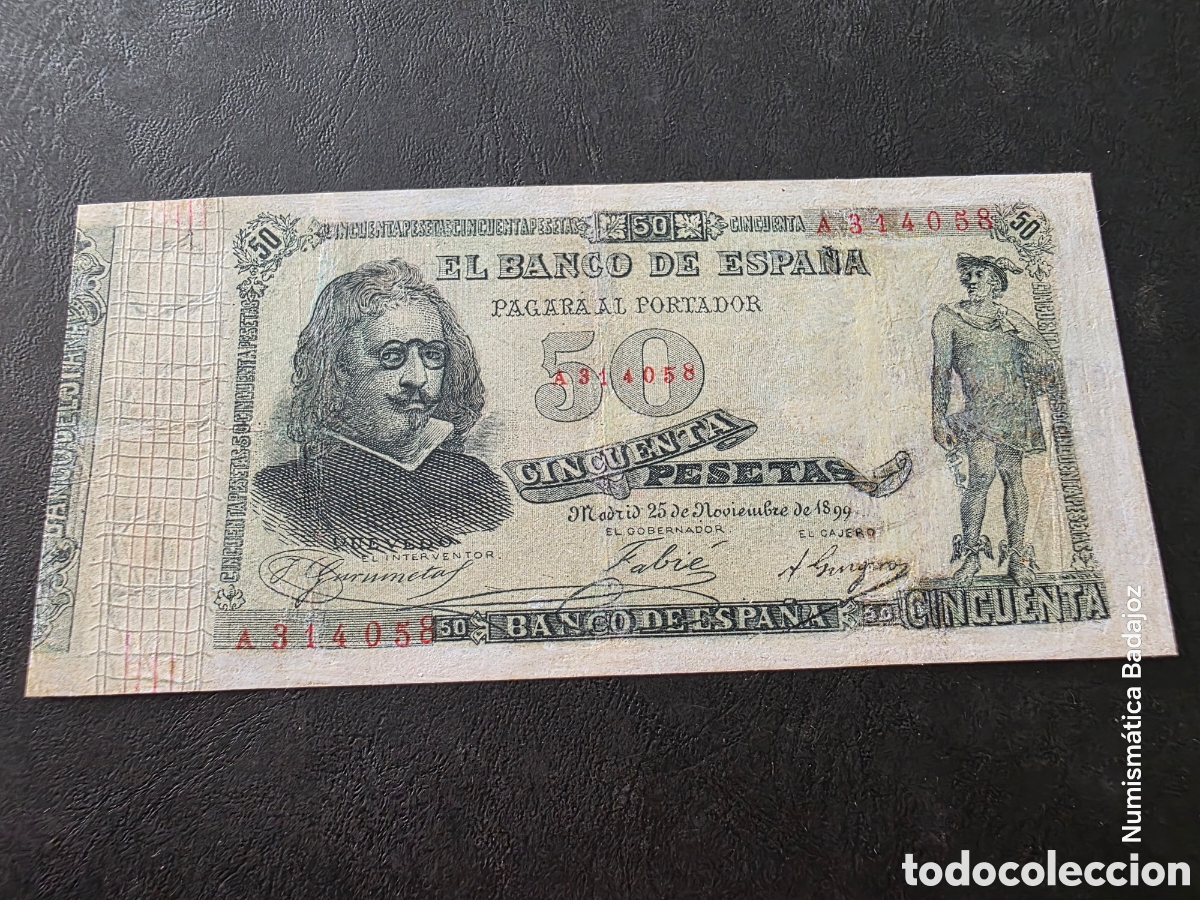 50 CINCUENTAPESETASCINCUENTAPESETAS 50 CINCUENTA A 314058 50
EL BANCO DE ESPAÑA
PAGARA AL PORTADOR
50
A 314058
CINCUENTA
PESETAS
Madrid 25 de Noviembre de 1899.
QUEVEDO
EL INTERVENTOR.
EL GOBERNADOR.
EL CAJERO
Fabié
A 314058 50 BANCO DE ESPAÑA 50 CINCUENTA
Numismática Badajoz
todocoleccion